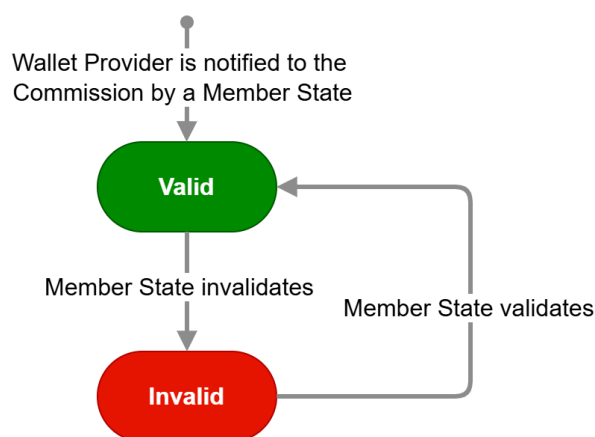 Wallet Provider is notified to the
Commission by a Member State
Valid
Member State invalidates
Member State validates
Invalid